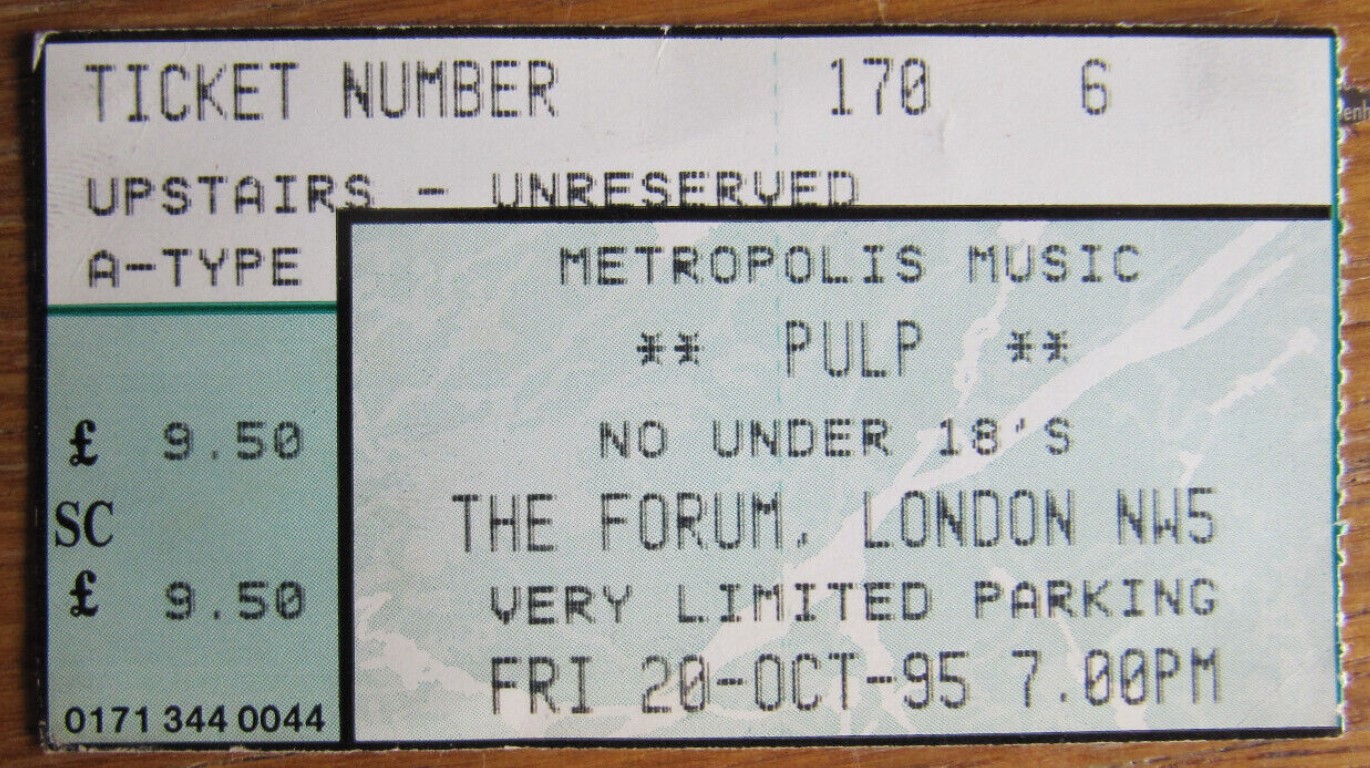 TICKET NUMBER 170 6
UPSTAIRS - UNRESERVED
A-TYPE
METROPOLIS MUSIC
** PULP **
NO UNDER 18'S
THE FORUM, LONDON NW5
VERY LIMITED PARKING
FRI 20-OCT-95 7.00PM
£ 9.50
SC
£ 9.50
0171 344 0044